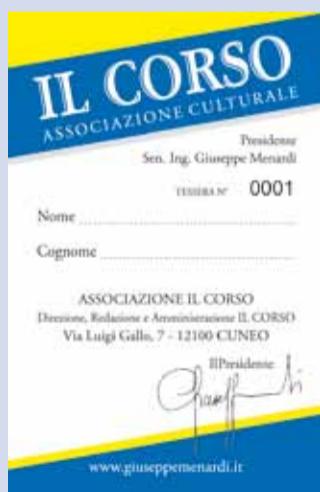 IL CORSO
ASSOCIAZIONE CULTURALE
Presidente
Sen. Ing. Giuseppe Menardi
TESSERA N° 0001
Nome
Cognome
ASSOCIAZIONE IL CORSO
Direzione, Redazione e Amministrazione IL CORSO
Via Luigi Gallo, 7 - 12100 CUNEO
Il Presidente
www.giuseppemenardi.it